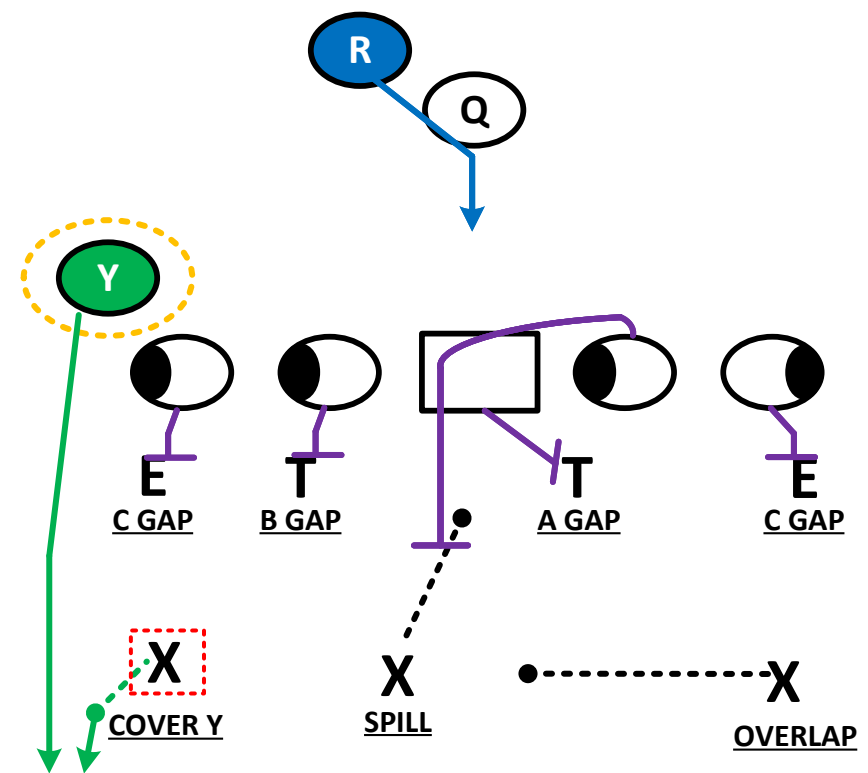 R
Q
Y
E T T E
C GAP B GAP A GAP C GAP
X X X
COVER Y SPILL OVERLAP